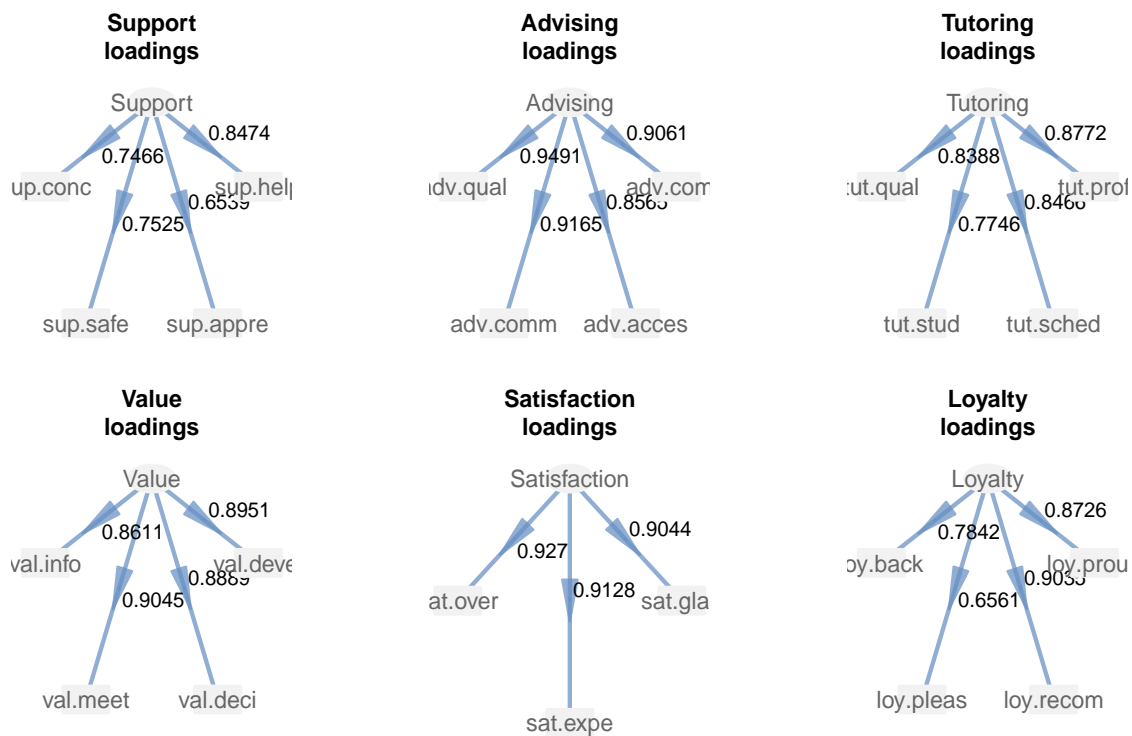 Support
loadings
Support
0.8474
0.7466
up.conc
sup.help
0.6539
0.7525
sup.safe
sup.appre
Advising
loadings
Advising
0.9061
0.9491
adv.qual
adv.com
0.8565
0.9165
adv.comm
adv.acces
Tutoring
loadings
Tutoring
0.8772
0.8388
tut.qual
tut.prof
0.8466
0.7746
tut.stud
tut.sched
Value
loadings
Value
0.8951
0.8611
val.info
val.deve
0.8889
0.9045
val.meet
val.deci
Satisfaction
loadings
Satisfaction
0.9044
0.927
0.9128
at.over
sat.gla
sat.expe
Loyalty
loadings
Loyalty
0.8726
0.7842
oy.back
loy.prou
0.6561
loy.pleas
loy.recom